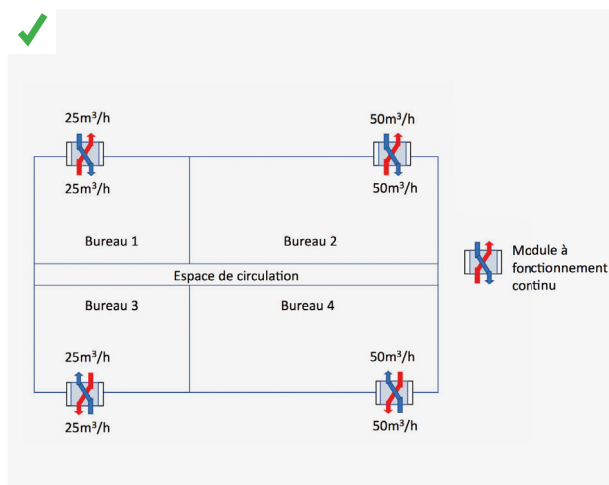 25m³/h
50m³/h
25m³/h
50m³/h
Bureau 1
Bureau 2
Module à
fonctionnement
continu
Espace de circulation
Bureau 3
Bureau 4
25m³/h
50m³/h
25m³/h
50m³/h